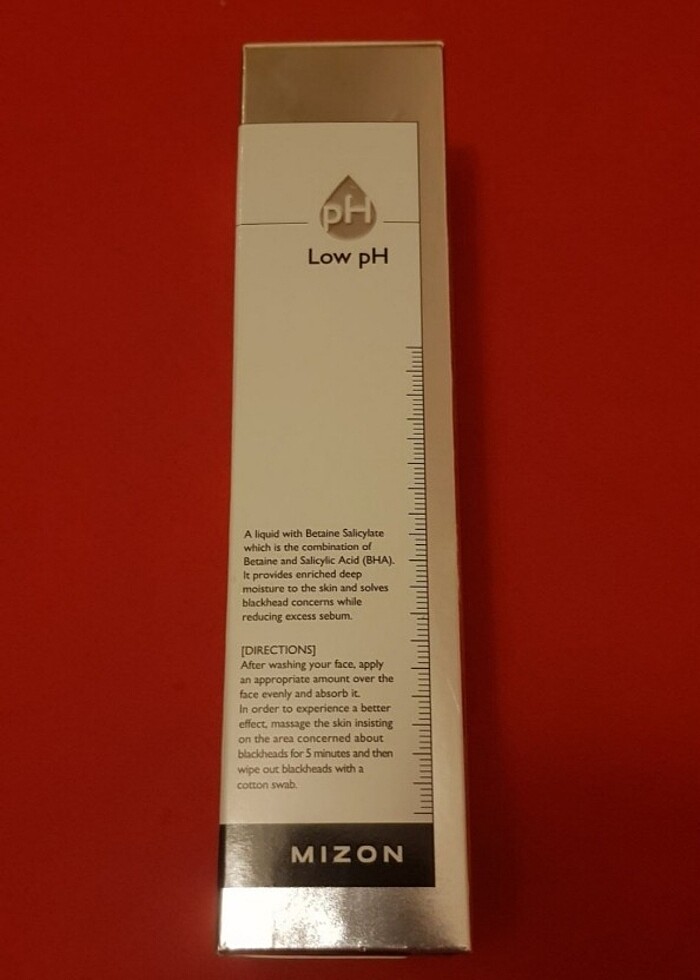 pH
Low pH
A liquid with Betaine Salicylate
which is the combination of
Betaine and Salicylic Acid (BHA).
It provides enriched deep
moisture to the skin and solves
blackhead concerns while
reducing excess sebum.
[DIRECTIONS]
After washing your face, apply
an appropriate amount over the
face evenly and absorb it.
In order to experience a better
effect, massage the skin insisting
on the area concerned about
blackheads for 5 minutes and then
wipe out blackheads with a
cotton swab.
MIZON